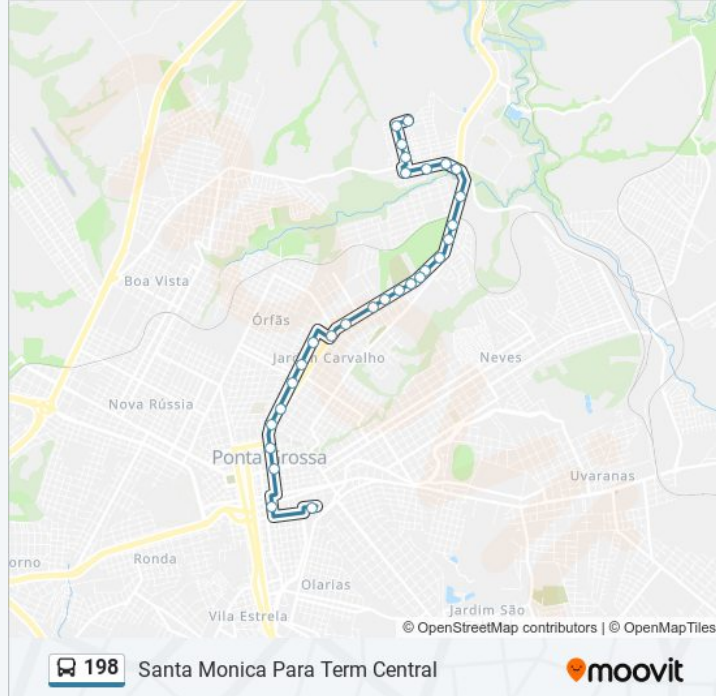 Boa Vista
Órfãs
Jardim Carvalho
Neves
Nova Rússia
Ponta Grossa
Uvaranas
orno
Ronda
Olarias
Vila Estrela
Jardim São
© OpenStreetMap contributors | © OpenMapTiles
198 Santa Monica Para Term Central
moovit